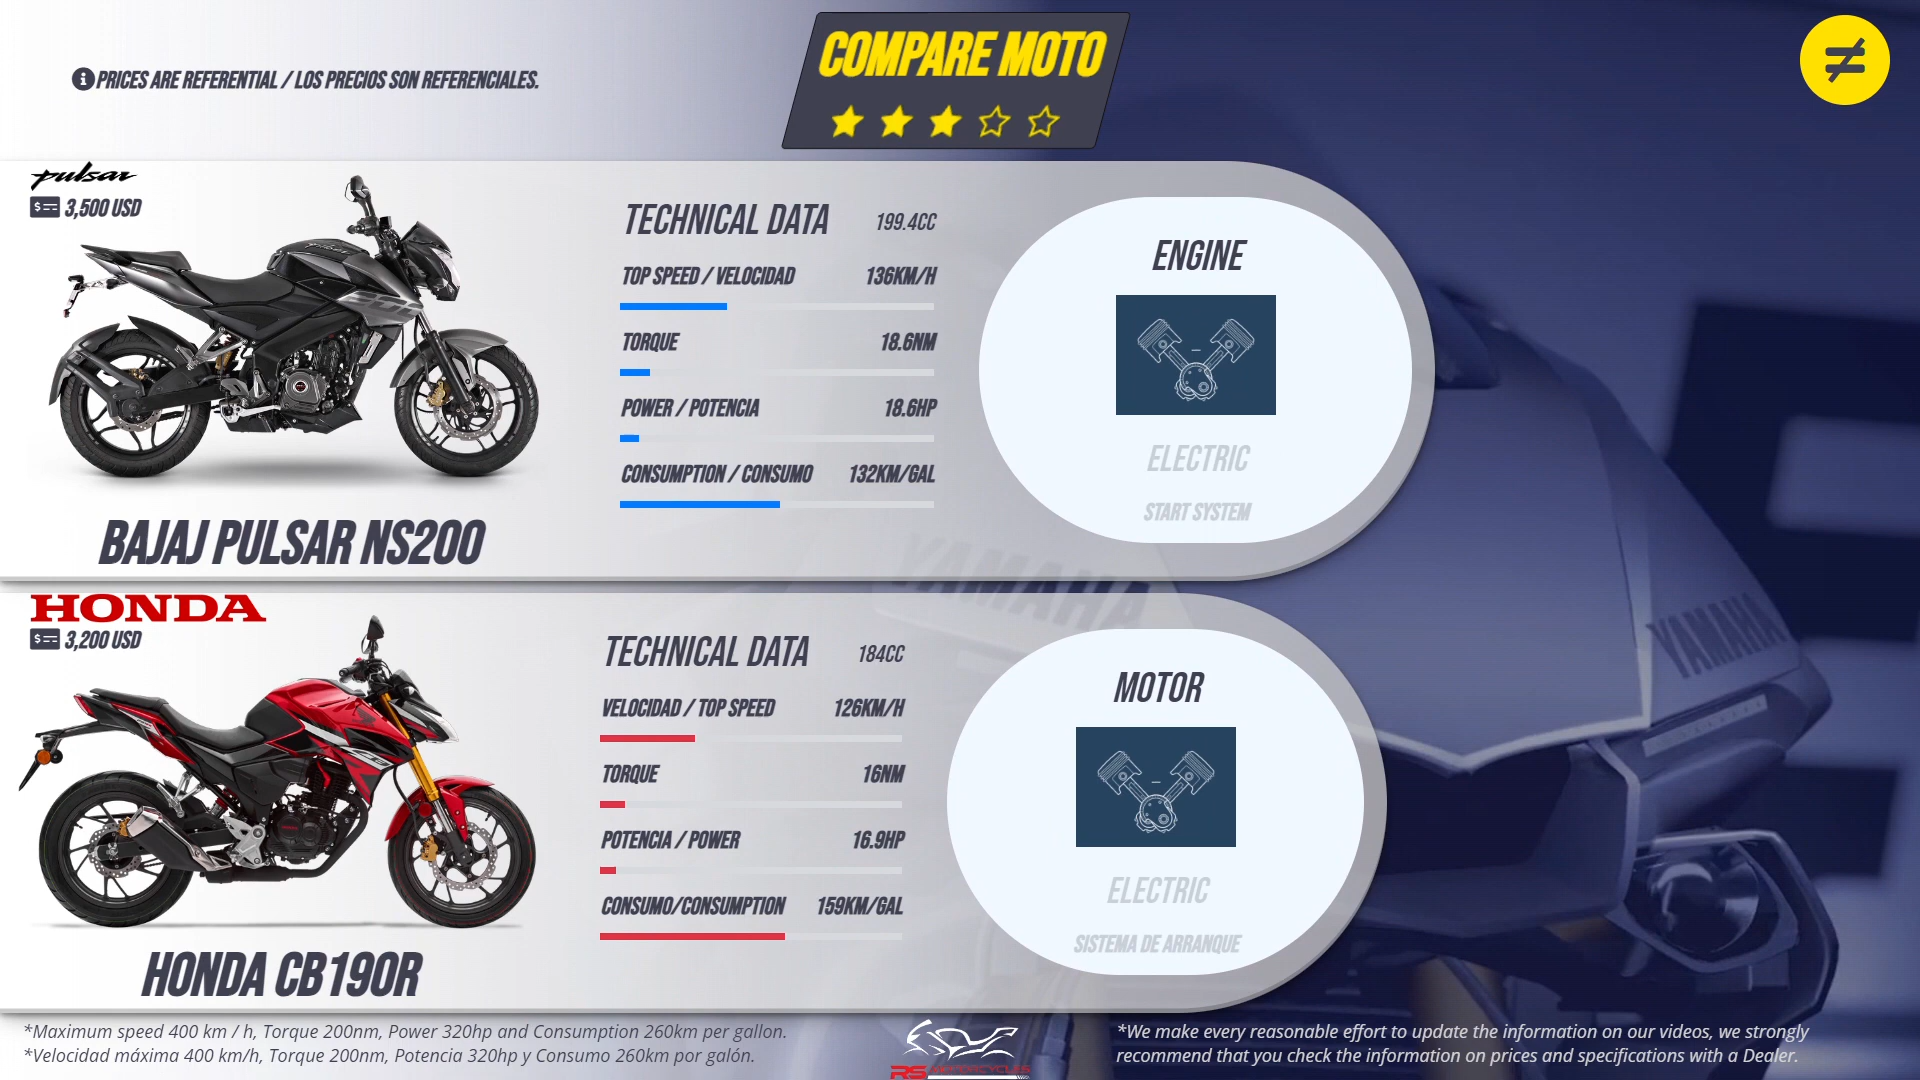 COMPARE MOTO
PRICES ARE REFERENTIAL / LOS PRECIOS SON REFERENCIALES.
pulsar
3,500 USD
TECHNICAL DATA 199.4CC
TOP SPEED / VELOCIDAD 136KM/H
TORQUE 18.6NM
POWER / POTENCIA 18.6HP
CONSUMPTION / CONSUMO 132KM/GAL
BAJAJ PULSAR NS200
ENGINE
ELECTRIC
START SYSTEM
YAMAHA
YAMAHA
HONDA
3,200 USD
TECHNICAL DATA 184CC
VELOCIDAD / TOP SPEED 126KM/H
TORQUE 16NM
POTENCIA / POWER 16.9HP
CONSUMO/CONSUMPTION 159KM/GAL
HONDA CB190R
MOTOR
ELECTRIC
SISTEMA DE ARRANQUE
*Maximum speed 400 km / h, Torque 200nm, Power 320hp and Consumption 260km per gallon.
*Velocidad máxima 400 km/h, Torque 200nm, Potencia 320hp y Consumo 260km por galón.
RS MOTORCYCLES
*We make every reasonable effort to update the information on our videos, we strongly
recommend that you check the information on prices and specifications with a Dealer.